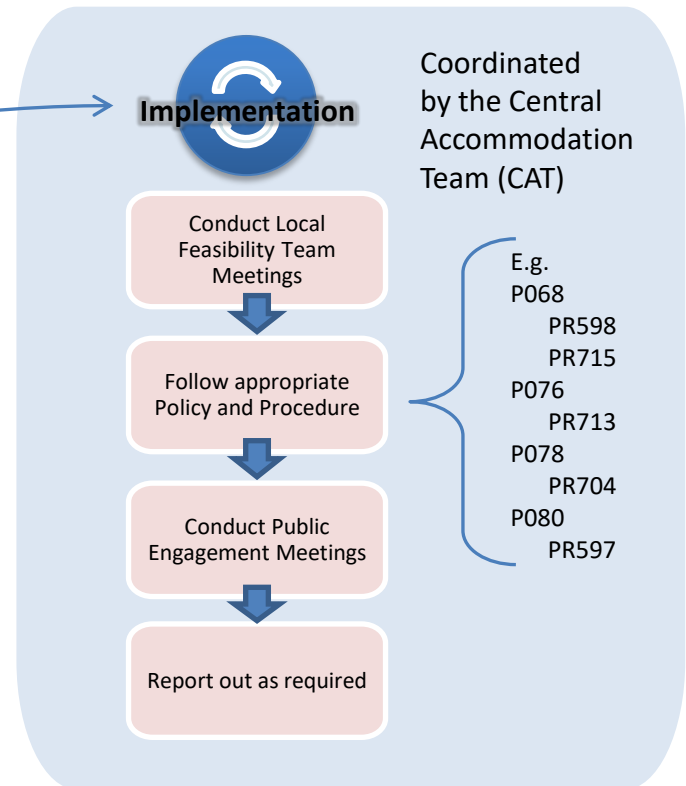 Implementation
Coordinated
by the Central
Accommodation
Team (CAT)
Conduct Local
Feasibility Team
Meetings
Follow appropriate
Policy and Procedure
E.g.
P068
PR598
PR715
P076
PR713
P078
PR704
P080
PR597
Conduct Public
Engagement Meetings
Report out as required